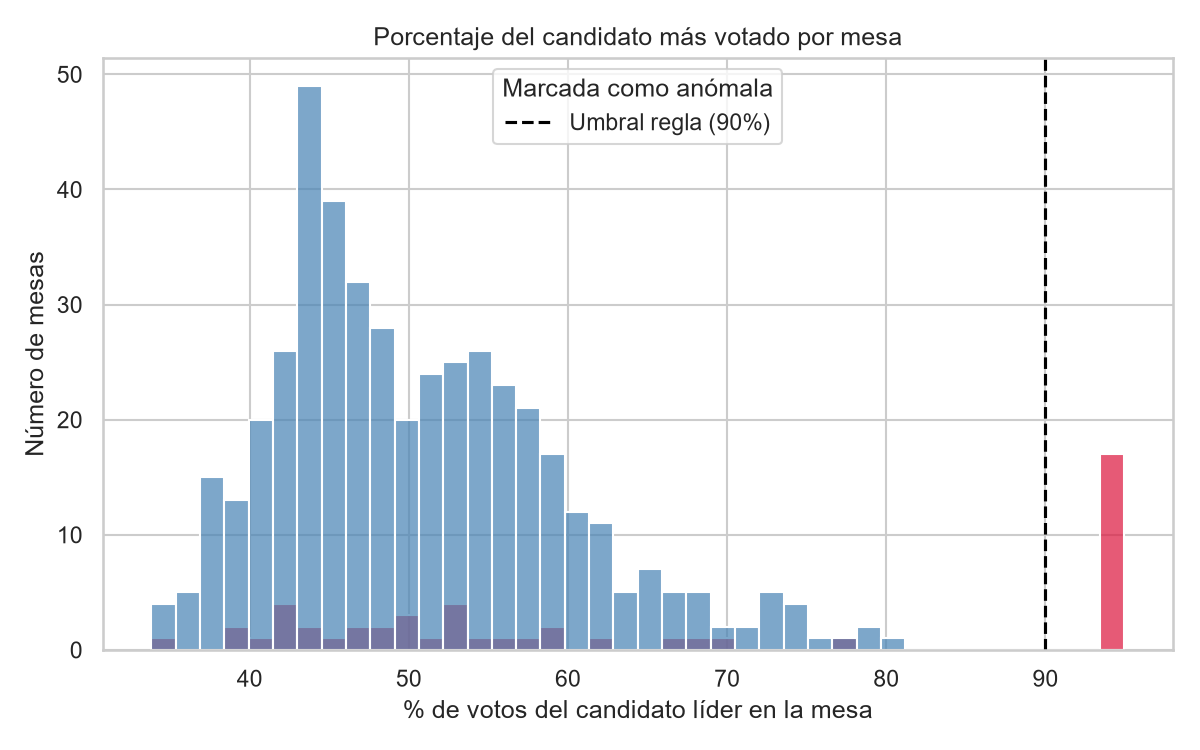 Porcentaje del candidato más votado por mesa
Marcada como anómala
Umbral regla (90%)
Número de mesas
50
40
30
20
10
0
40 50 60 70 80 90
% de votos del candidato líder en la mesa